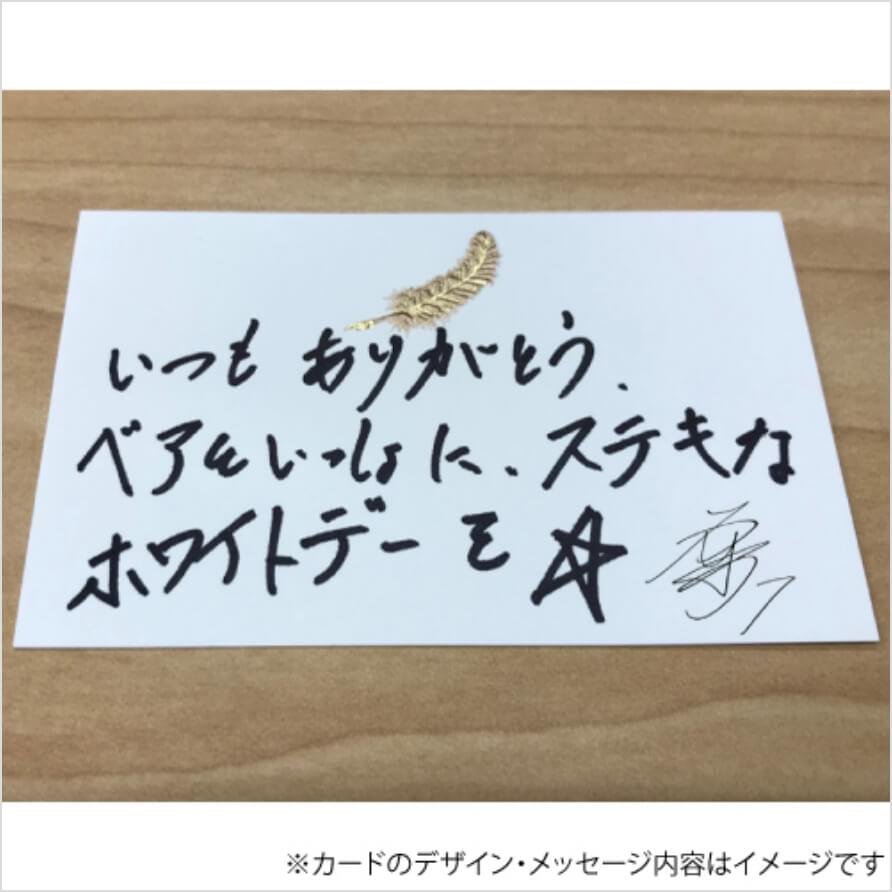 いつもありがとう、
ベアといっしょに、ステキな
ホワイトデーを☆
※カードのデザイン・メッセージ内容はイメージです